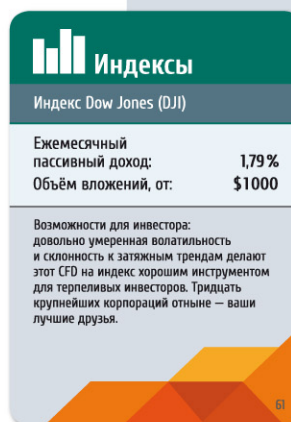 Индексы
Индекс Dow Jones (DJI)
Ежемесячный
пассивный доход: 1,79 %
Объём вложений, от: $1000
Возможности для инвестора:
довольно умеренная волатильность
и склонность к затяжным трендам делают
этот CFD на индекс хорошим инструментом
для терпеливых инвесторов. Тридцать
крупнейших корпораций отныне — ваши
лучшие друзья.
61